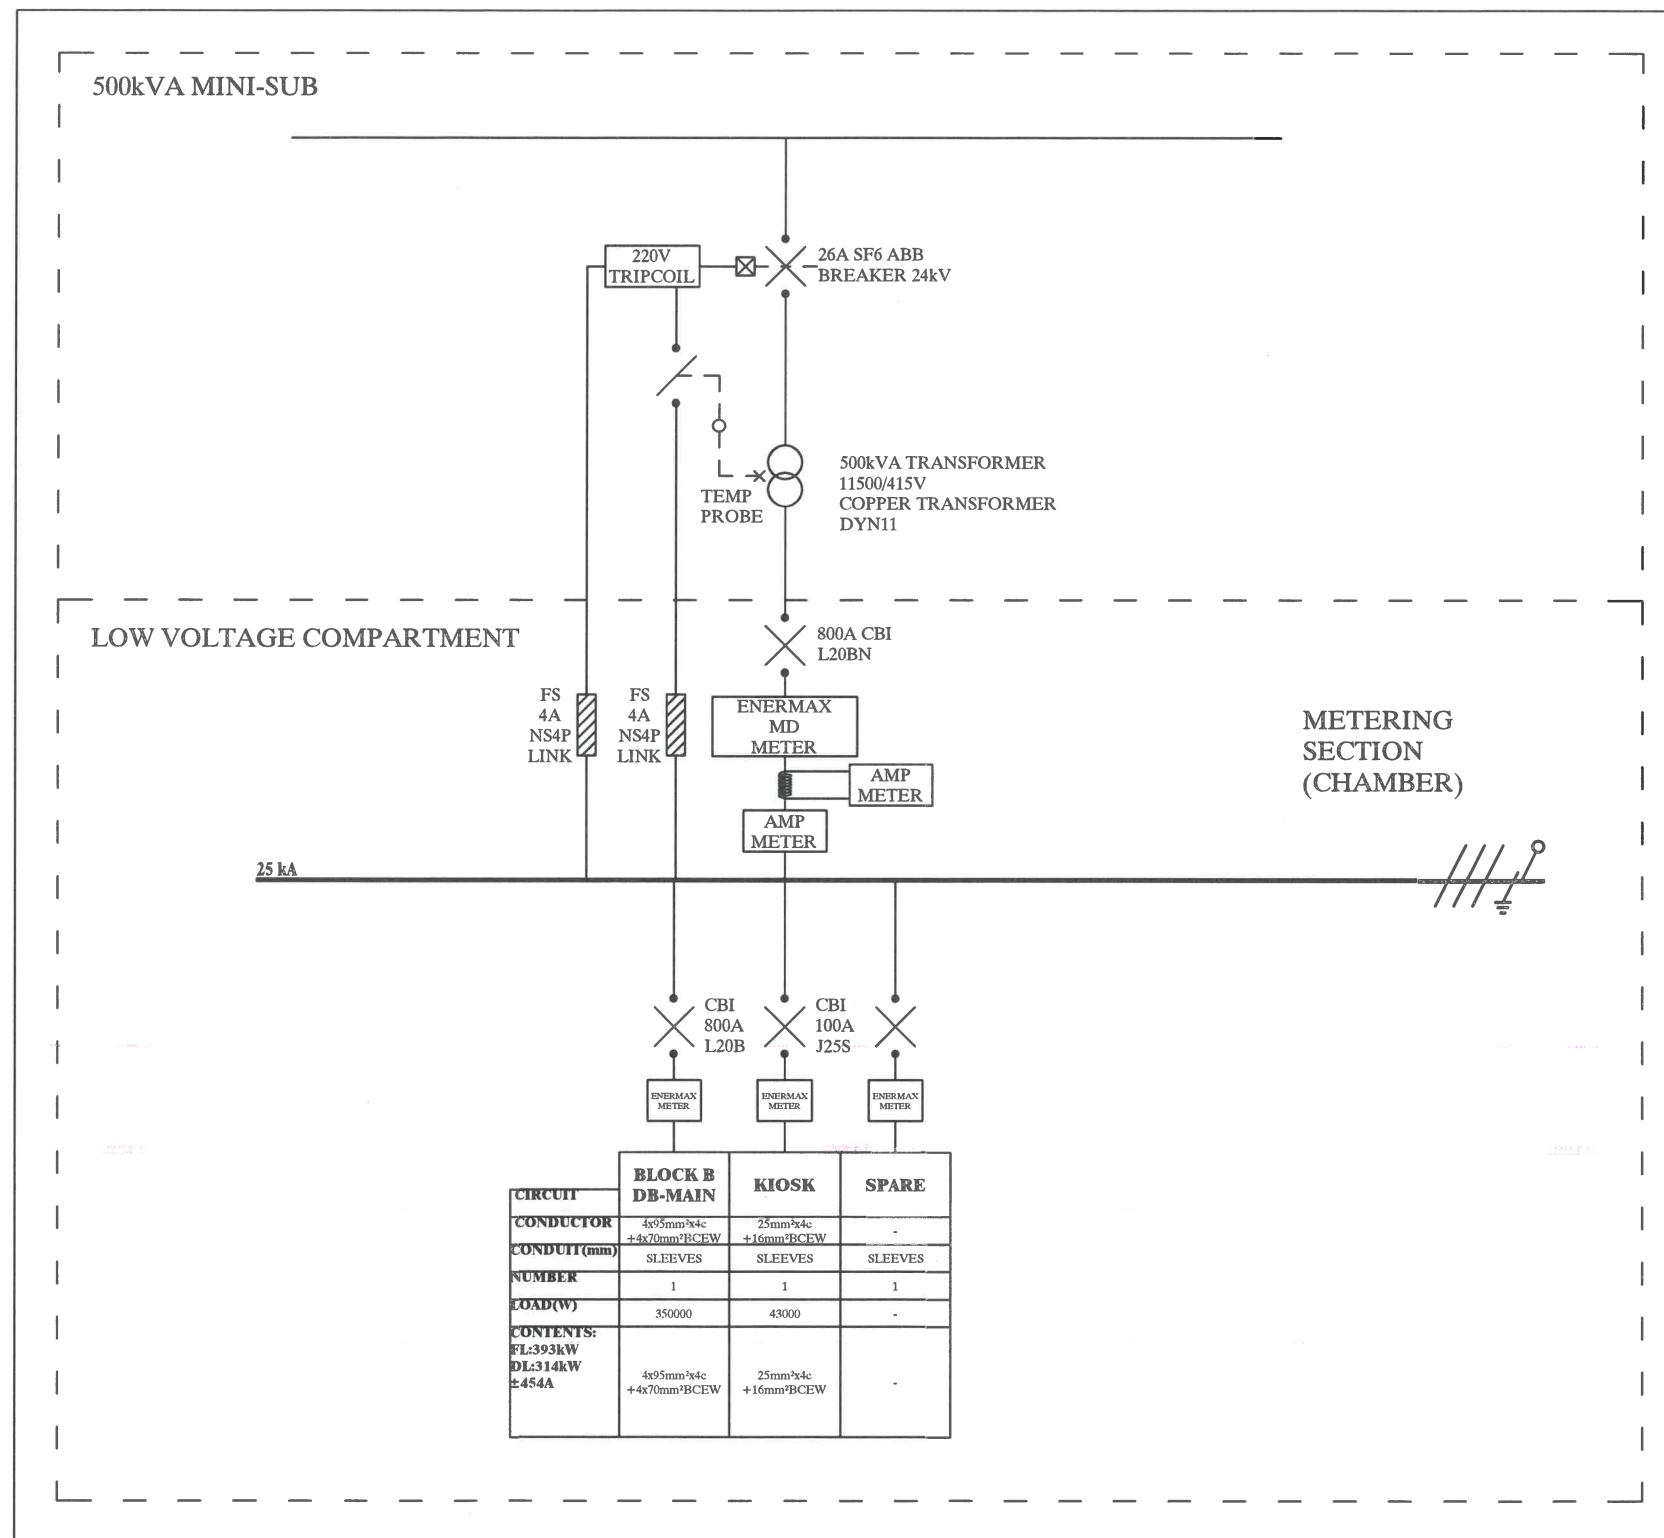 500kVA MINI-SUB
220V
TRIPCOIL
26A SF6 ABB
BREAKER 24kV
TEMP
PROBE
500kVA TRANSFORMER
11500/415V
COPPER TRANSFORMER
DYN11
LOW VOLTAGE COMPARTMENT
800A CBI
L20BN
FS
4A
NS4P
LINK
FS
4A
NS4P
LINK
ENERMAX
MD
METER
AMP
METER
AMP
METER
METERING
SECTION
(CHAMBER)
25 kA
CBI
800A
L20B
CBI
100A
J25S
ENERMAX
METER
ENERMAX
METER
ENERMAX
METER
CIRCUIT
BLOCK B
DB-MAIN
KIOSK
SPARE
CONDUCTOR
4x95mm²x4c
+4x70mm²BCEW
25mm²x4c
+16mm²BCEW
-
CONDUIT(mm)
SLEEVES
SLEEVES
SLEEVES
NUMBER
1
1
1
LOAD(W)
350000
43000
-
CONTENTS:
FL:393kW
DL:314kW
±454A
4x95mm²x4c
+4x70mm²BCEW
25mm²x4c
+16mm²BCEW
-